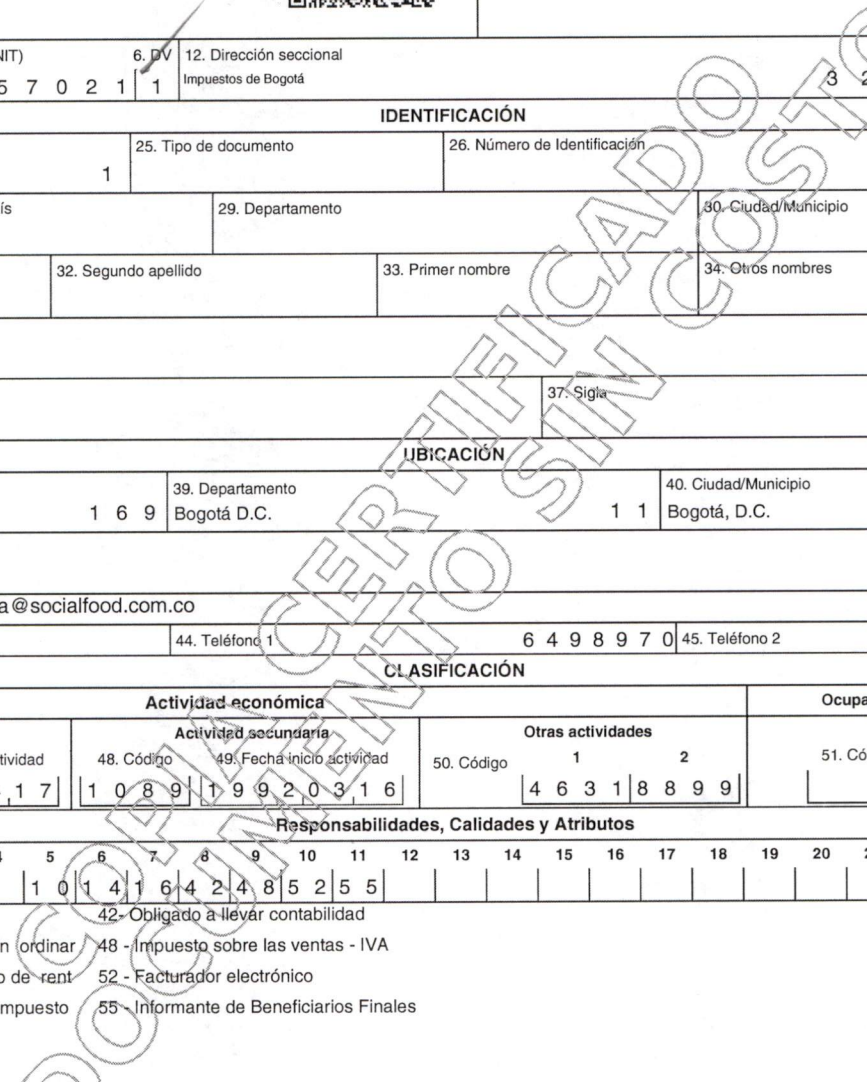 NIT) 6. DV 12. Dirección seccional
5 7 0 2 1 1 Impuestos de Bogotá 3 2
IDENTIFICACIÓN
25. Tipo de documento 26. Número de Identificación
1
ís 29. Departamento 30. Ciudad/Municipio
32. Segundo apellido 33. Primer nombre 34. Otros nombres
37. Sigla
UBICACIÓN
39. Departamento 40. Ciudad/Municipio
1 6 9 Bogotá D.C. 1 1 Bogotá, D.C.
a@socialfood.com.co
44. Teléfono 1 6 4 9 8 9 7 0 45. Teléfono 2
CLASIFICACIÓN
Actividad económica Ocupa
Actividad secundaria Otras actividades
tividad 48. Código 49. Fecha inicio actividad 50. Código 1 2 51. Có
1 7 1 0 8 9 1 9 9 2 0 3 1 6 4 6 3 1 8 8 9 9
Responsabilidades, Calidades y Atributos
5 6 7 8 9 10 11 12 13 14 15 16 17 18 19 20 2
1 0 1 4 1 6 4 2 4 8 5 2 5 5
42- Obligado a llevar contabilidad
n ordinar 48 - Impuesto sobre las ventas - IVA
o de rent 52 - Facturador electrónico
mpuesto 55 - Informante de Beneficiarios Finales
COPIA CERTIFICADO
DOCUMENTO SIN COSTO